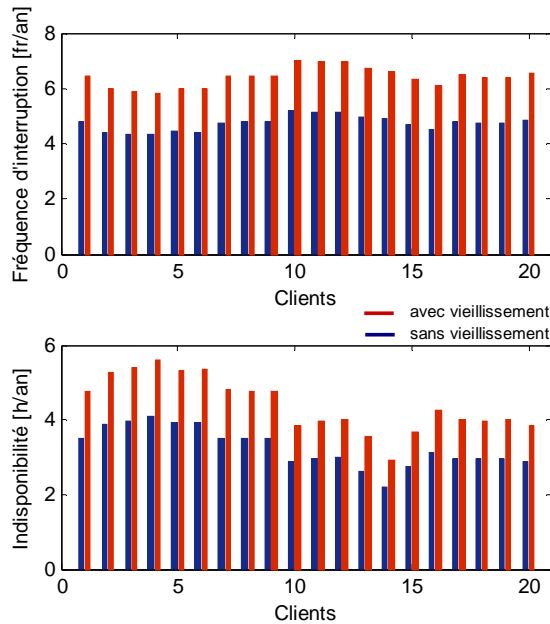 Fréquence d'interruption [fr/an]
8
6
4
2
0
0 5 10 15 20
Clients
avec vieillissement
sans vieillissement
Indisponibilité [h/an]
6
4
2
0
0 5 10 15 20
Clients